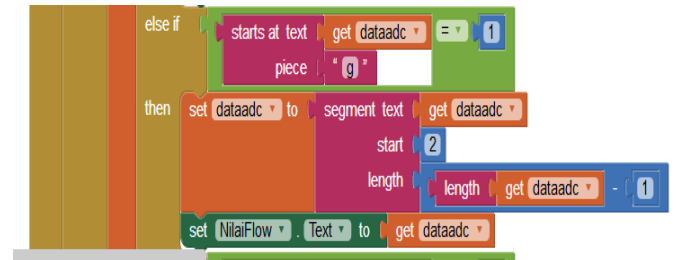 else if starts at text get dataadc = 1
piece " g "
then set dataadc to segment text get dataadc
start 2
length length get dataadc - 1
set NilaiFlow . Text to get dataadc